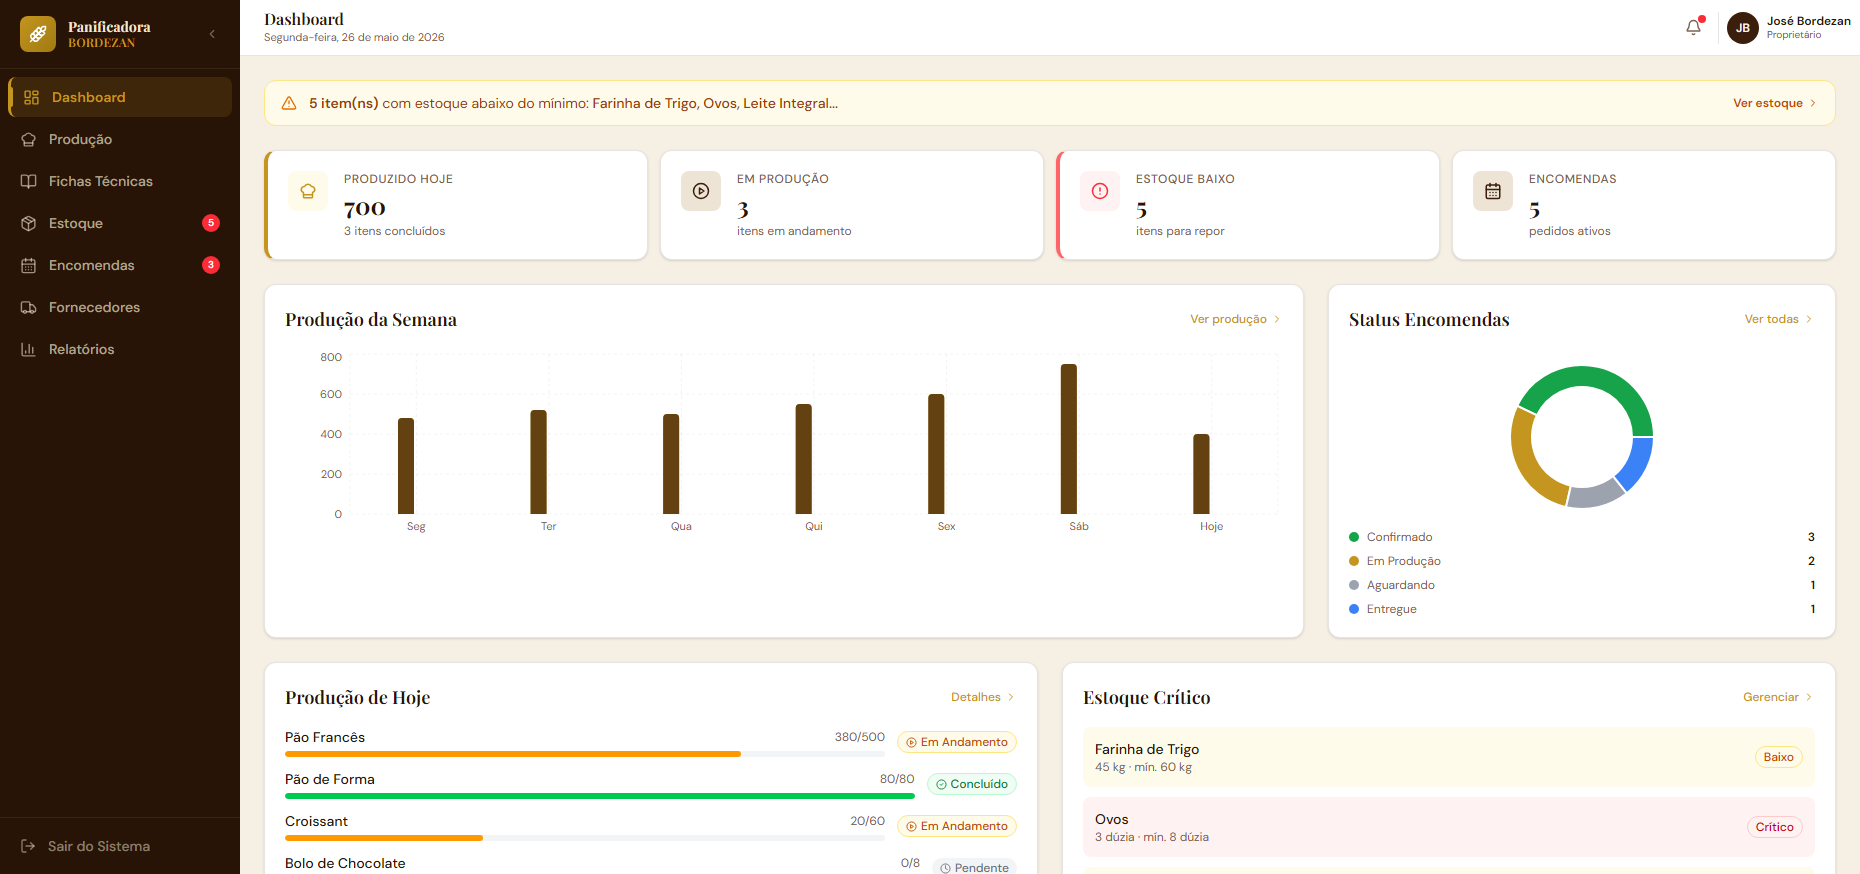 Panificadora
BORDEZAN
Dashboard
Produção
Fichas Técnicas
Estoque 5
Encomendas 3
Fornecedores
Relatórios
Sair do Sistema
Dashboard
Segunda-feira, 26 de maio de 2026
JB
José Bordezan
Proprietário
5 item(ns) com estoque abaixo do mínimo: Farinha de Trigo, Ovos, Leite Integral...
Ver estoque
PRODUZIDO HOJE
700
3 itens concluídos
EM PRODUÇÃO
3
itens em andamento
ESTOQUE BAIXO
5
itens para repor
ENCOMENDAS
5
pedidos ativos
Produção da Semana
Ver produção
800
600
400
200
0
Seg Ter Qua Qui Sex Sáb Hoje
Status Encomendas
Ver todas
Confirmado 3
Em Produção 2
Aguardando 1
Entregue 1
Produção de Hoje
Detalhes
Pão Francês 380/500 Em Andamento
Pão de Forma 80/80 Concluído
Croissant 20/60 Em Andamento
Bolo de Chocolate 0/8 Pendente
Estoque Crítico
Gerenciar
Farinha de Trigo
45 kg · mín. 60 kg
Baixo
Ovos
3 dúzia · mín. 8 dúzia
Crítico